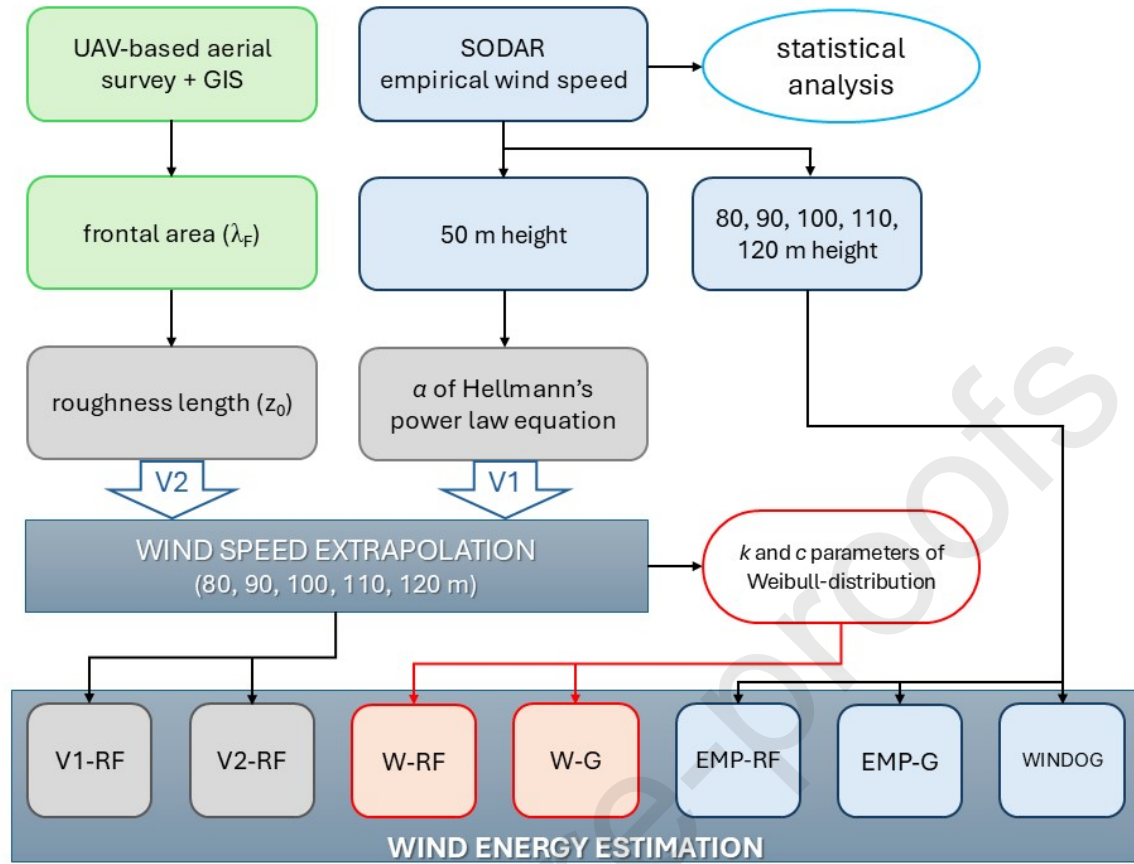 UAV-based aerial
survey + GIS
SODAR
empirical wind speed
statistical
analysis
frontal area (λF)
50 m height
80, 90, 100, 110,
120 m height
roughness length (z0)
α of Hellmann’s
power law equation
V2
V1
WIND SPEED EXTRAPOLATION
(80, 90, 100, 110, 120 m)
k and c parameters of
Weibull-distribution
V1-RF
V2-RF
W-RF
W-G
EMP-RF
EMP-G
WINDOG
WIND ENERGY ESTIMATION
e-proofs